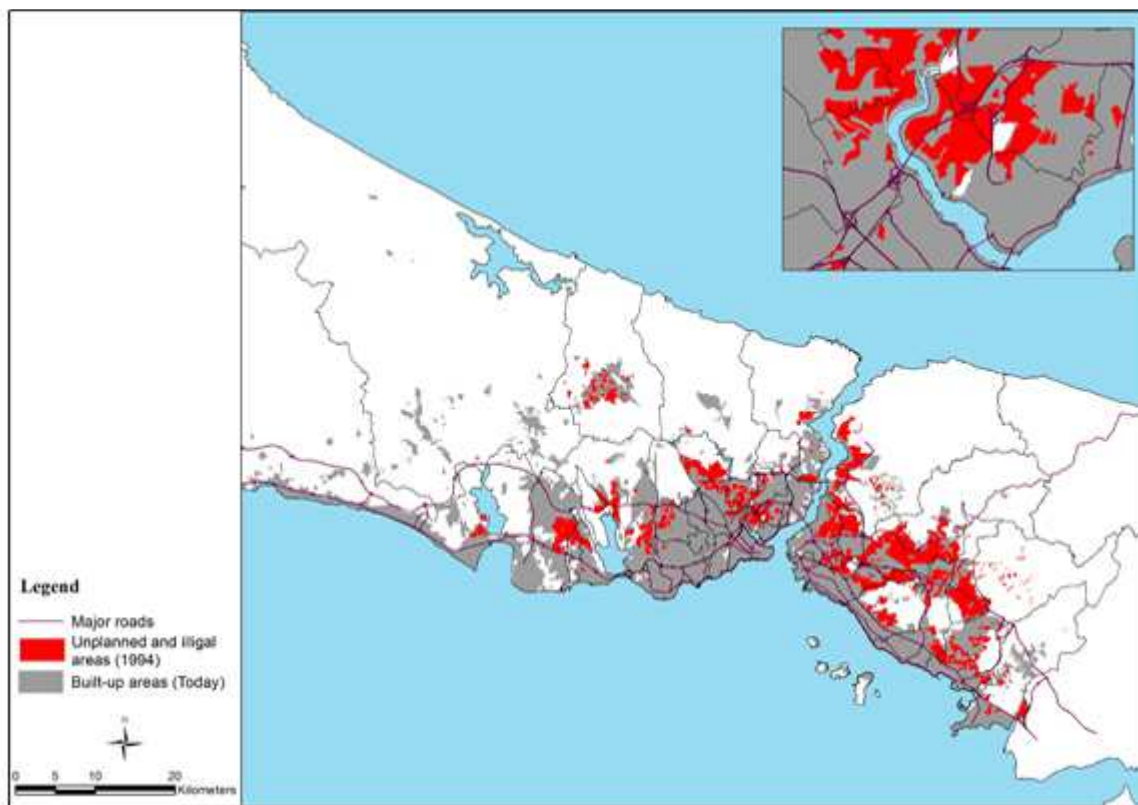 Legend
Major roads
Unplanned and illigal
areas (1994)
Built-up areas (Today)
N
0 5 10 20
Kilometers